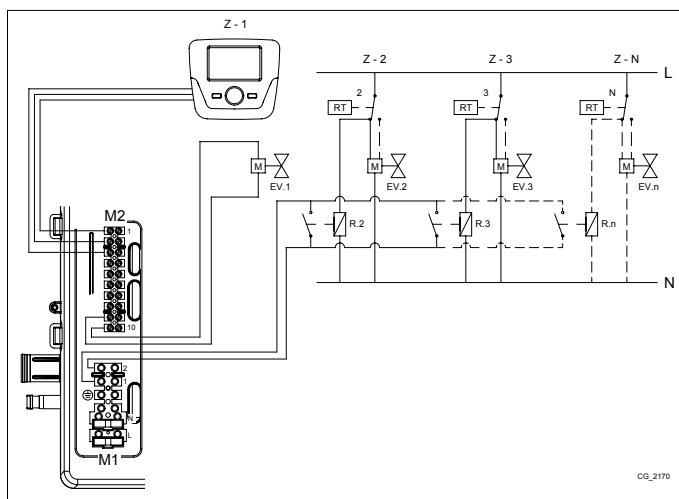 Z - 1
Z - 2 Z - 3 Z - N
L
2 3 N
RT RT RT
M EV.1
M EV.2
M EV.3
M EV.n
R.2 R.3 R.n
N
M2
1
10
2
1
N
L
M1
CG_2170